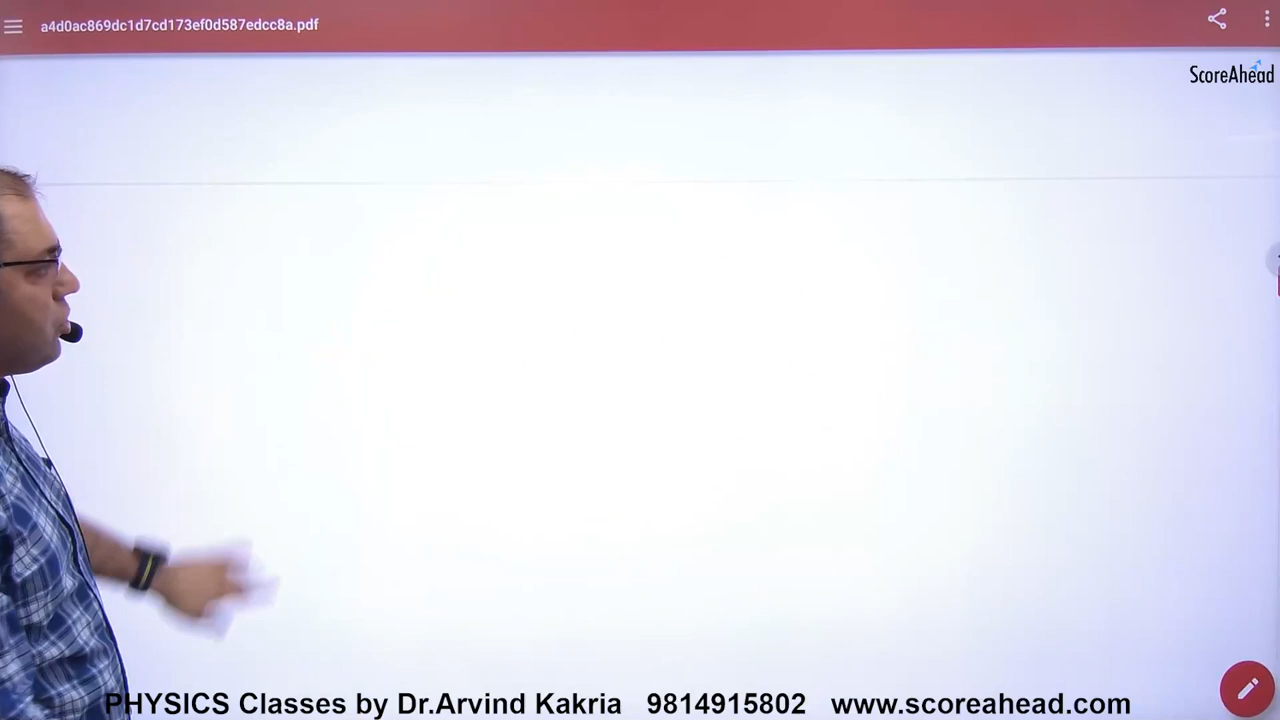 a4d0ac869dc1d7cd173ef0d587edcc8a.pdf
ScoreAhead
PHYSICS Classes by Dr.Arvind Kakria 9814915802 www.scoreahead.com